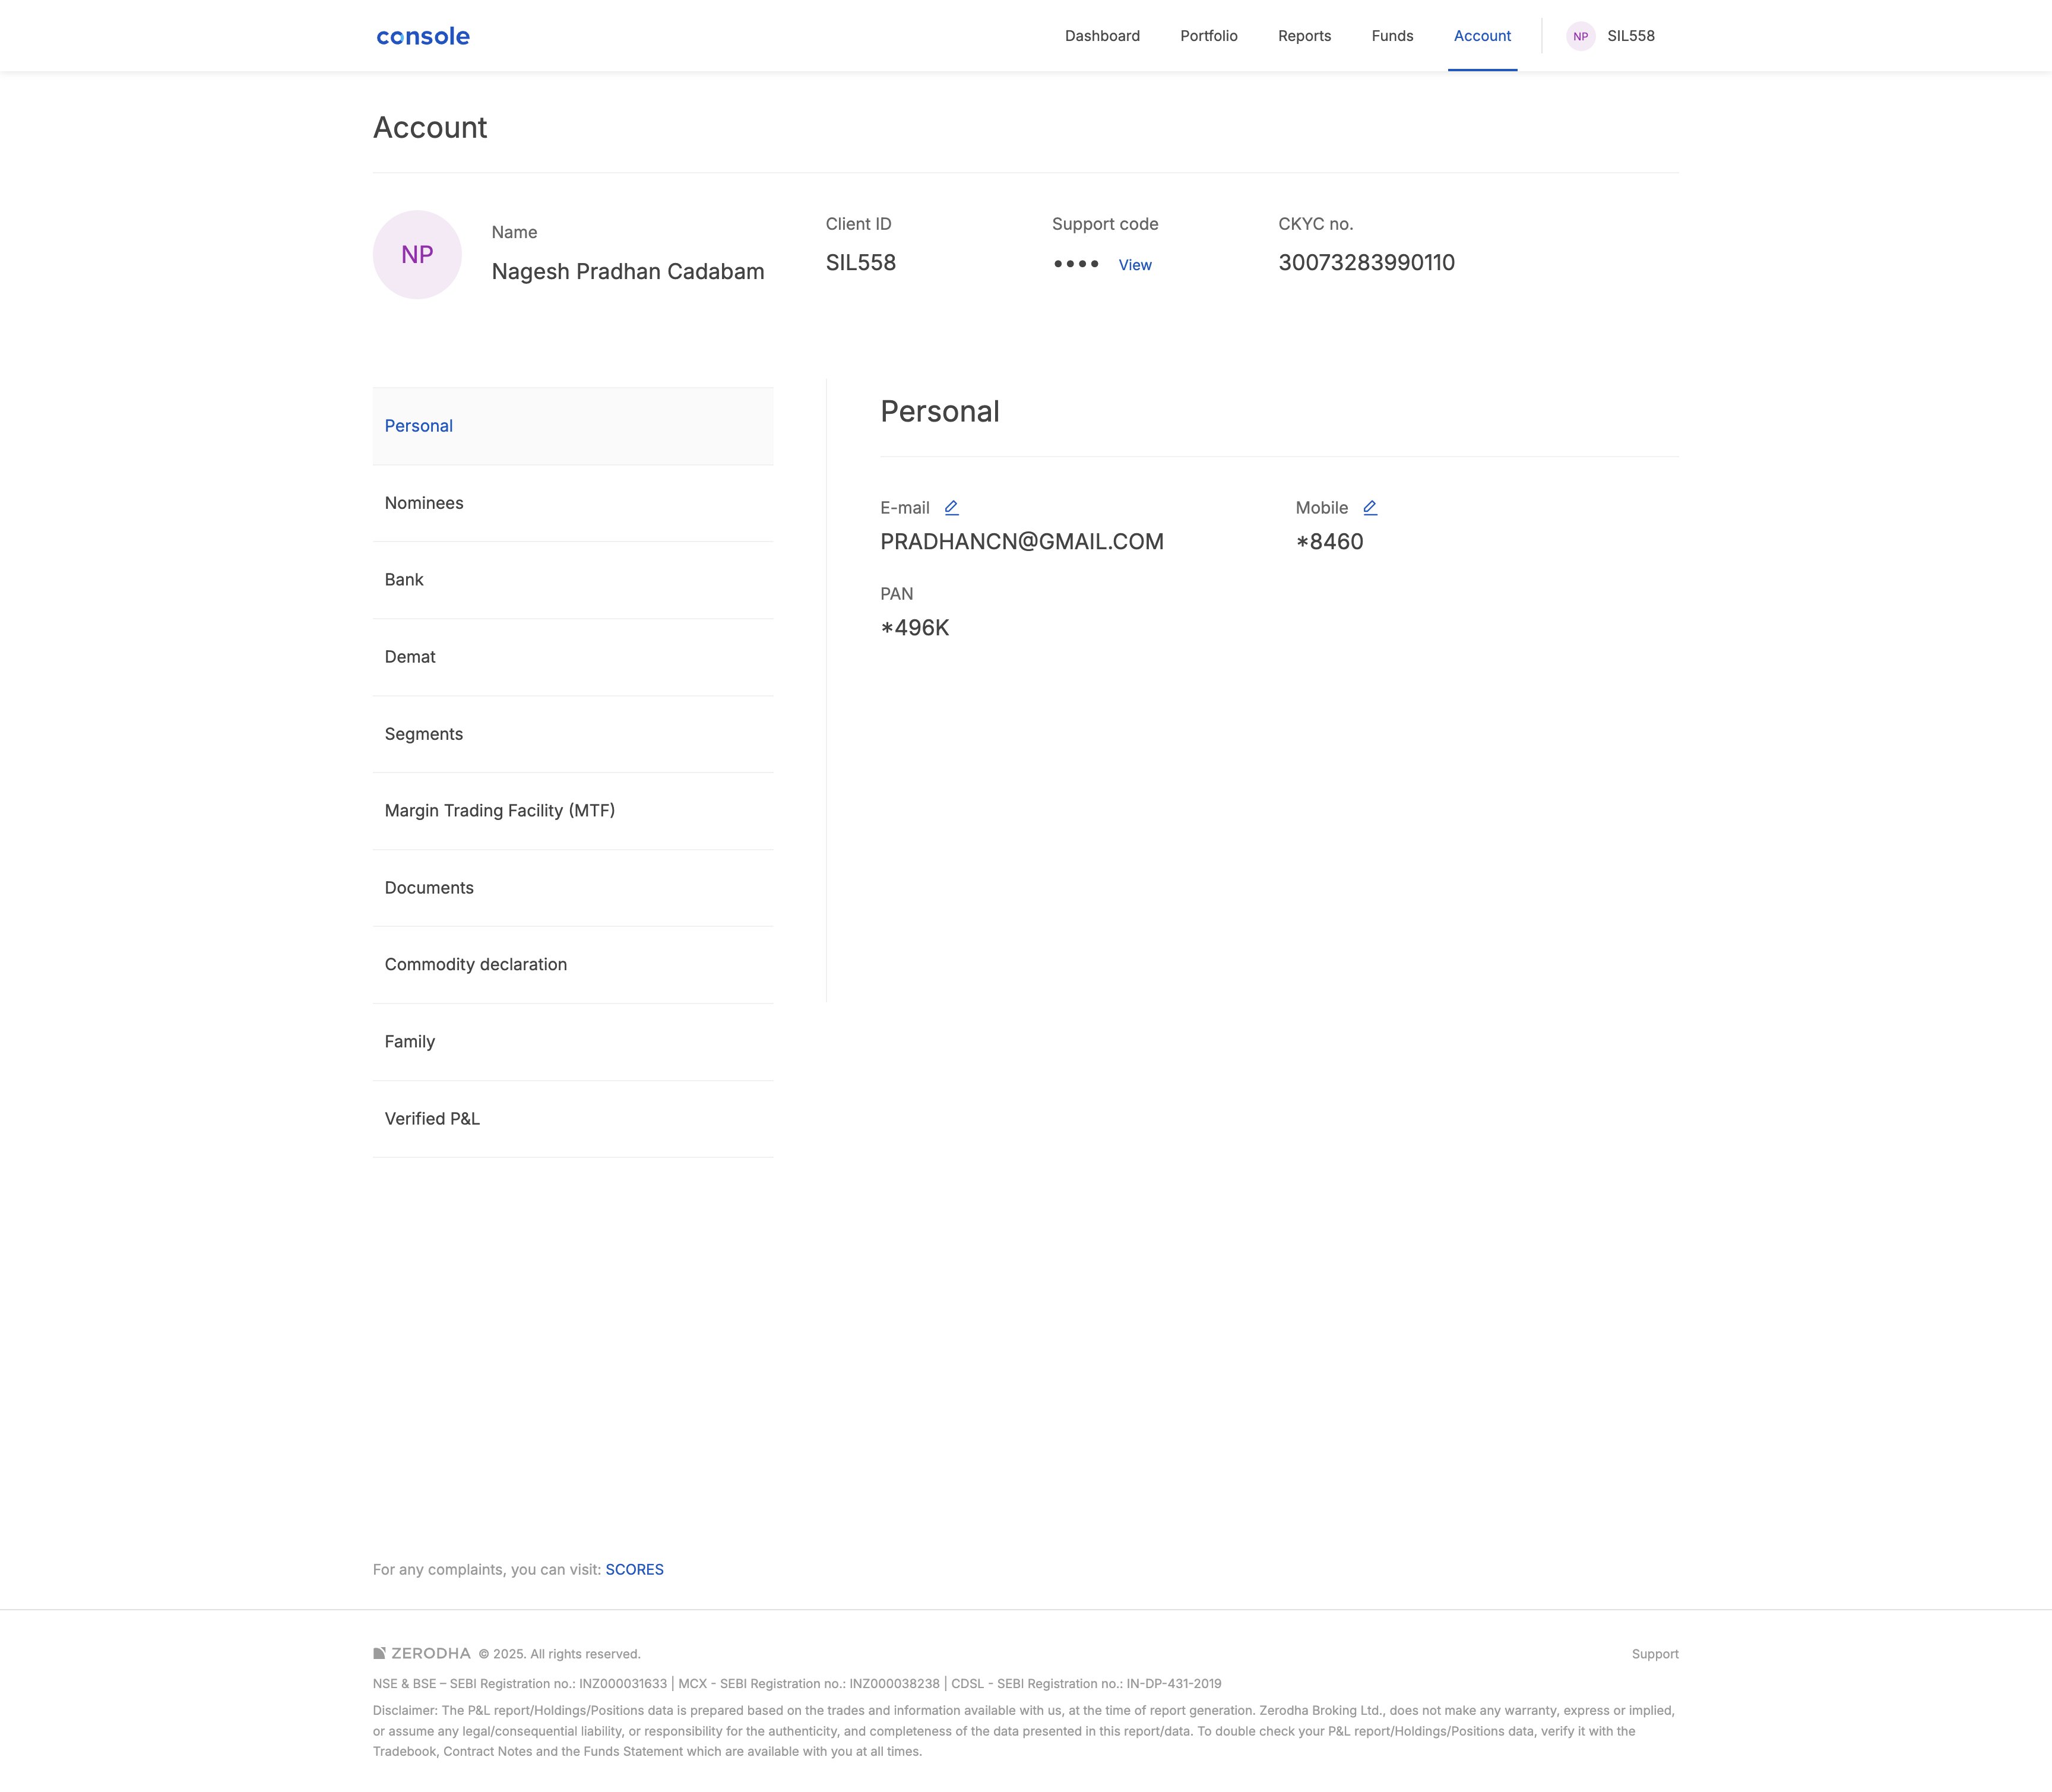 console
Dashboard Portfolio Reports Funds Account NP SIL558
Account
NP
Name
Nagesh Pradhan Cadabam
Client ID
SIL558
Support code
•••• View
CKYC no.
30073283990110
Personal
Nominees
Bank
Demat
Segments
Margin Trading Facility (MTF)
Documents
Commodity declaration
Family
Verified P&L
Personal
E-mail
PRADHANCN@GMAIL.COM
Mobile
*8460
PAN
*496K
For any complaints, you can visit: SCORES
ZERODHA © 2025. All rights reserved.
Support
NSE & BSE – SEBI Registration no.: INZ000031633 | MCX - SEBI Registration no.: INZ000038238 | CDSL - SEBI Registration no.: IN-DP-431-2019
Disclaimer: The P&L report/Holdings/Positions data is prepared based on the trades and information available with us, at the time of report generation. Zerodha Broking Ltd., does not make any warranty, express or implied,
or assume any legal/consequential liability, or responsibility for the authenticity, and completeness of the data presented in this report/data. To double check your P&L report/Holdings/Positions data, verify it with the
Tradebook, Contract Notes and the Funds Statement which are available with you at all times.